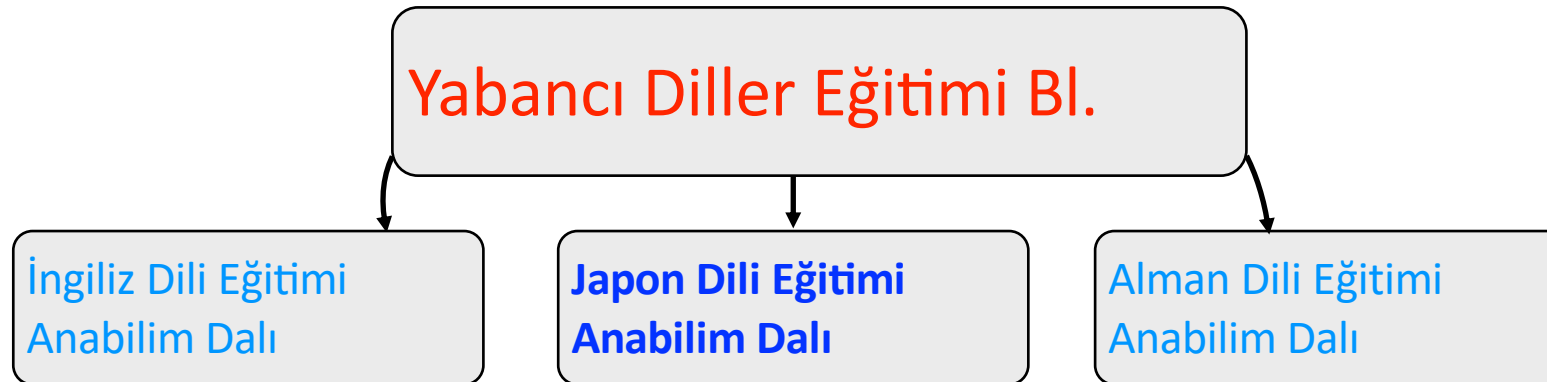 Yabancı Diller Eğitimi Bl.
İngiliz Dili Eğitimi
Anabilim Dalı
Japon Dili Eğitimi
Anabilim Dalı
Alman Dili Eğitimi
Anabilim Dalı